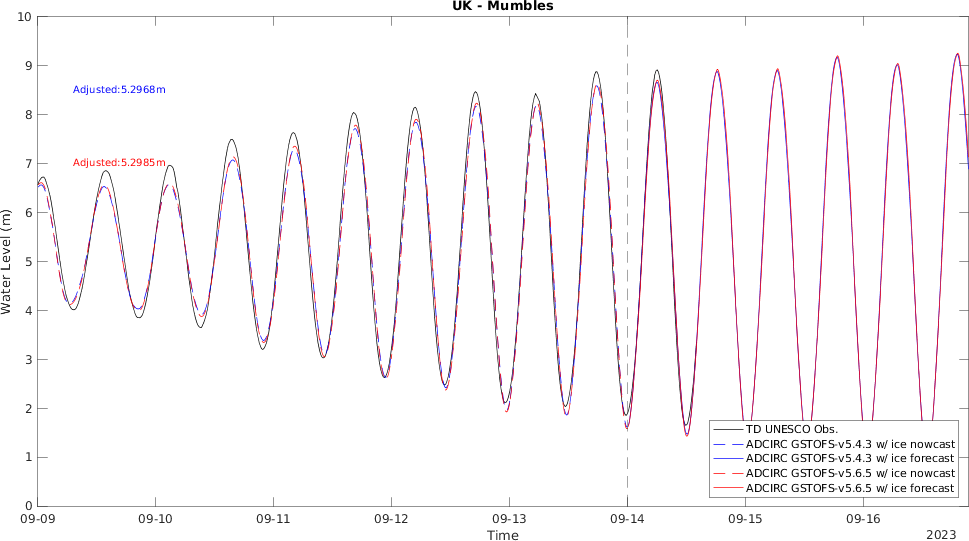 UK - Mumbles
10
9
8
7
6
5
4
3
2
1
0
Water Level (m)
Adjusted:5.2968m
Adjusted:5.2985m
TD UNESCO Obs.
ADCIRC GSTOFS-v5.4.3 w/ ice nowcast
ADCIRC GSTOFS-v5.4.3 w/ ice forecast
ADCIRC GSTOFS-v5.6.5 w/ ice nowcast
ADCIRC GSTOFS-v5.6.5 w/ ice forecast
09-09 09-10 09-11 09-12 09-13 09-14 09-15 09-16
Time
2023